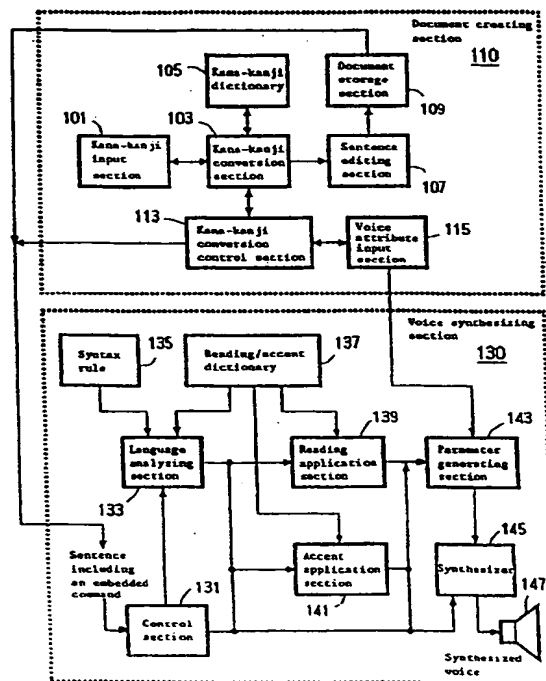 Document creating
section
110
105
Kana-kanji
dictionary
Document
storage
section
109
101
103
Kana-kanji
input
section
Kana-kanji
conversion
section
Sentence
editing
section
107
113
Kana-kanji
conversion
control section
Voice
attribute
input
section
115
Voice synthesizing
section
130
Syntax
rule
135
Reading/accent
dictionary
137
139
143
Language
analyzing
section
133
Reading
application
section
Parameter
generating
section
145
Sentence
including
an embedded
command
131
Control
section
Accent
application
section
141
Synthesizer
147
Synthesized
voice